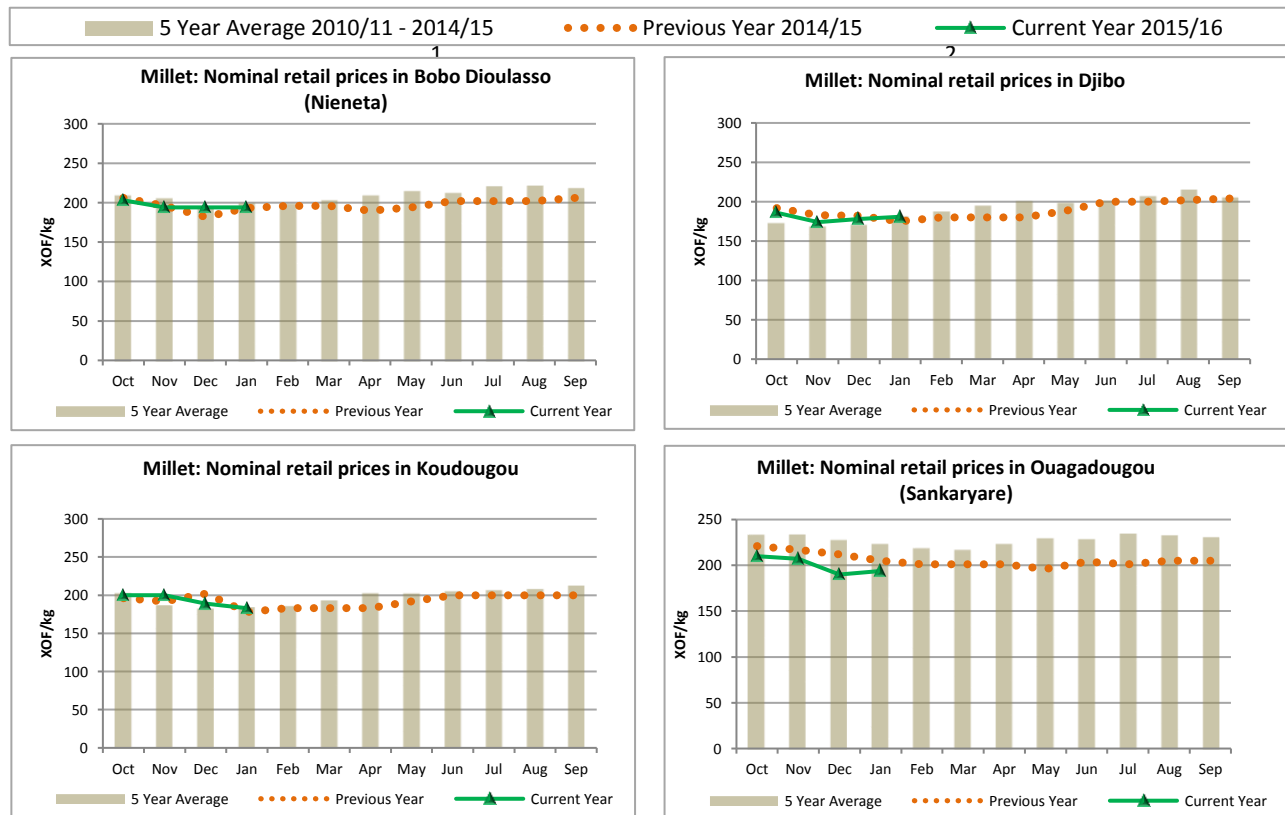 5 Year Average 2010/11 - 2014/15 Previous Year 2014/15 Current Year 2015/16
1 2
Millet: Nominal retail prices in Bobo Dioulasso
(Nieneta)
XOF/kg
300
250
200
150
100
50
0
Oct Nov Dec Jan Feb Mar Apr May Jun Jul Aug Sep
5 Year Average Previous Year Current Year
Millet: Nominal retail prices in Djibo
XOF/kg
300
250
200
150
100
50
0
Oct Nov Dec Jan Feb Mar Apr May Jun Jul Aug Sep
5 Year Average Previous Year Current Year
Millet: Nominal retail prices in Koudougou
XOF/kg
300
250
200
150
100
50
0
Oct Nov Dec Jan Feb Mar Apr May Jun Jul Aug Sep
5 Year Average Previous Year Current Year
Millet: Nominal retail prices in Ouagadougou
(Sankaryare)
XOF/kg
250
200
150
100
50
0
Oct Nov Dec Jan Feb Mar Apr May Jun Jul Aug Sep
5 Year Average Previous Year Current Year